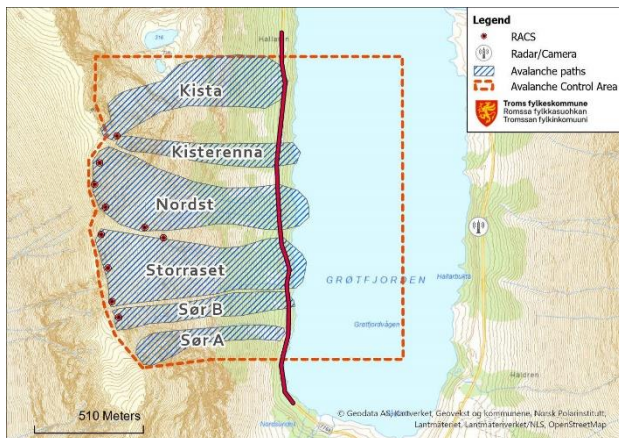 Legend
RACS
Radar/Camera
Avalanche paths
Avalanche Control Area
Troms fylkeskommune
Romssa fylkkasuohkan
Tromssan fylkinkomuuni
Kista
Kisterenna
Nordst
Storraset
GRØTFJORDEN
Sør B
Grøtfjordvågen
Sør A
510 Meters
© Geodata AS, Kartverket, Geovekst og kommunene, Norsk Polarinstitutt,
Lantmäteriet, Lantmäteriverket/NLS, OpenStreetMap